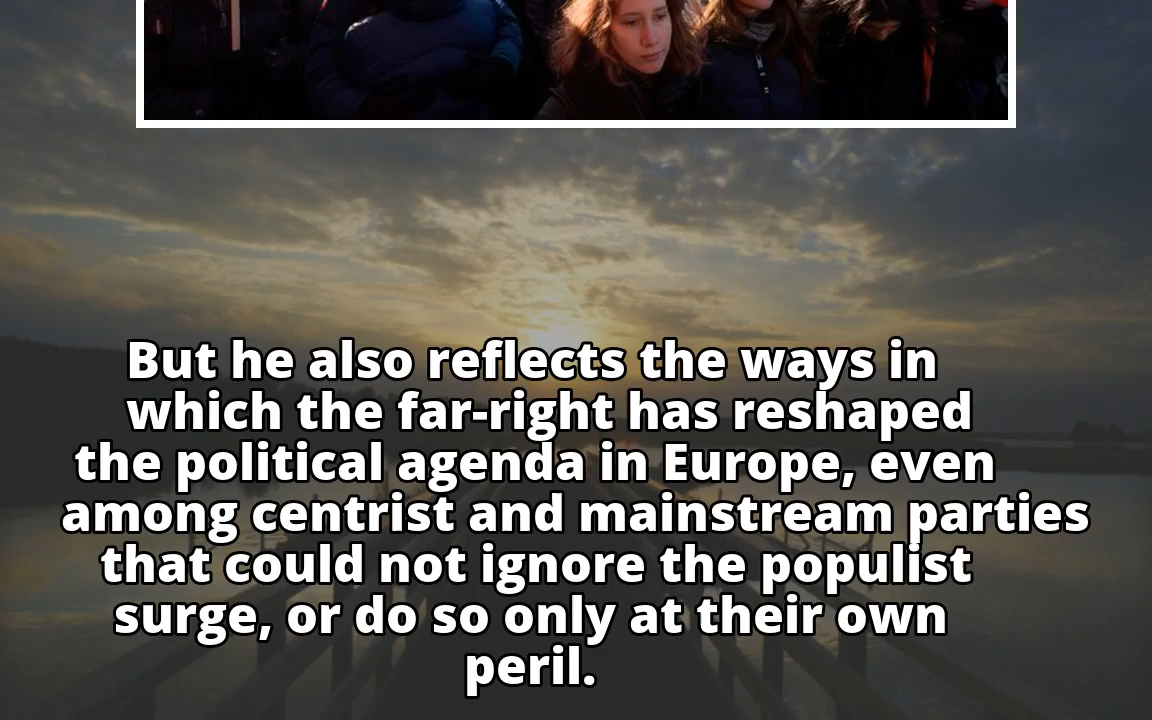 But he also reflects the ways in
which the far-right has reshaped
the political agenda in Europe, even
among centrist and mainstream parties
that could not ignore the populist
surge, or do so only at their own
peril.